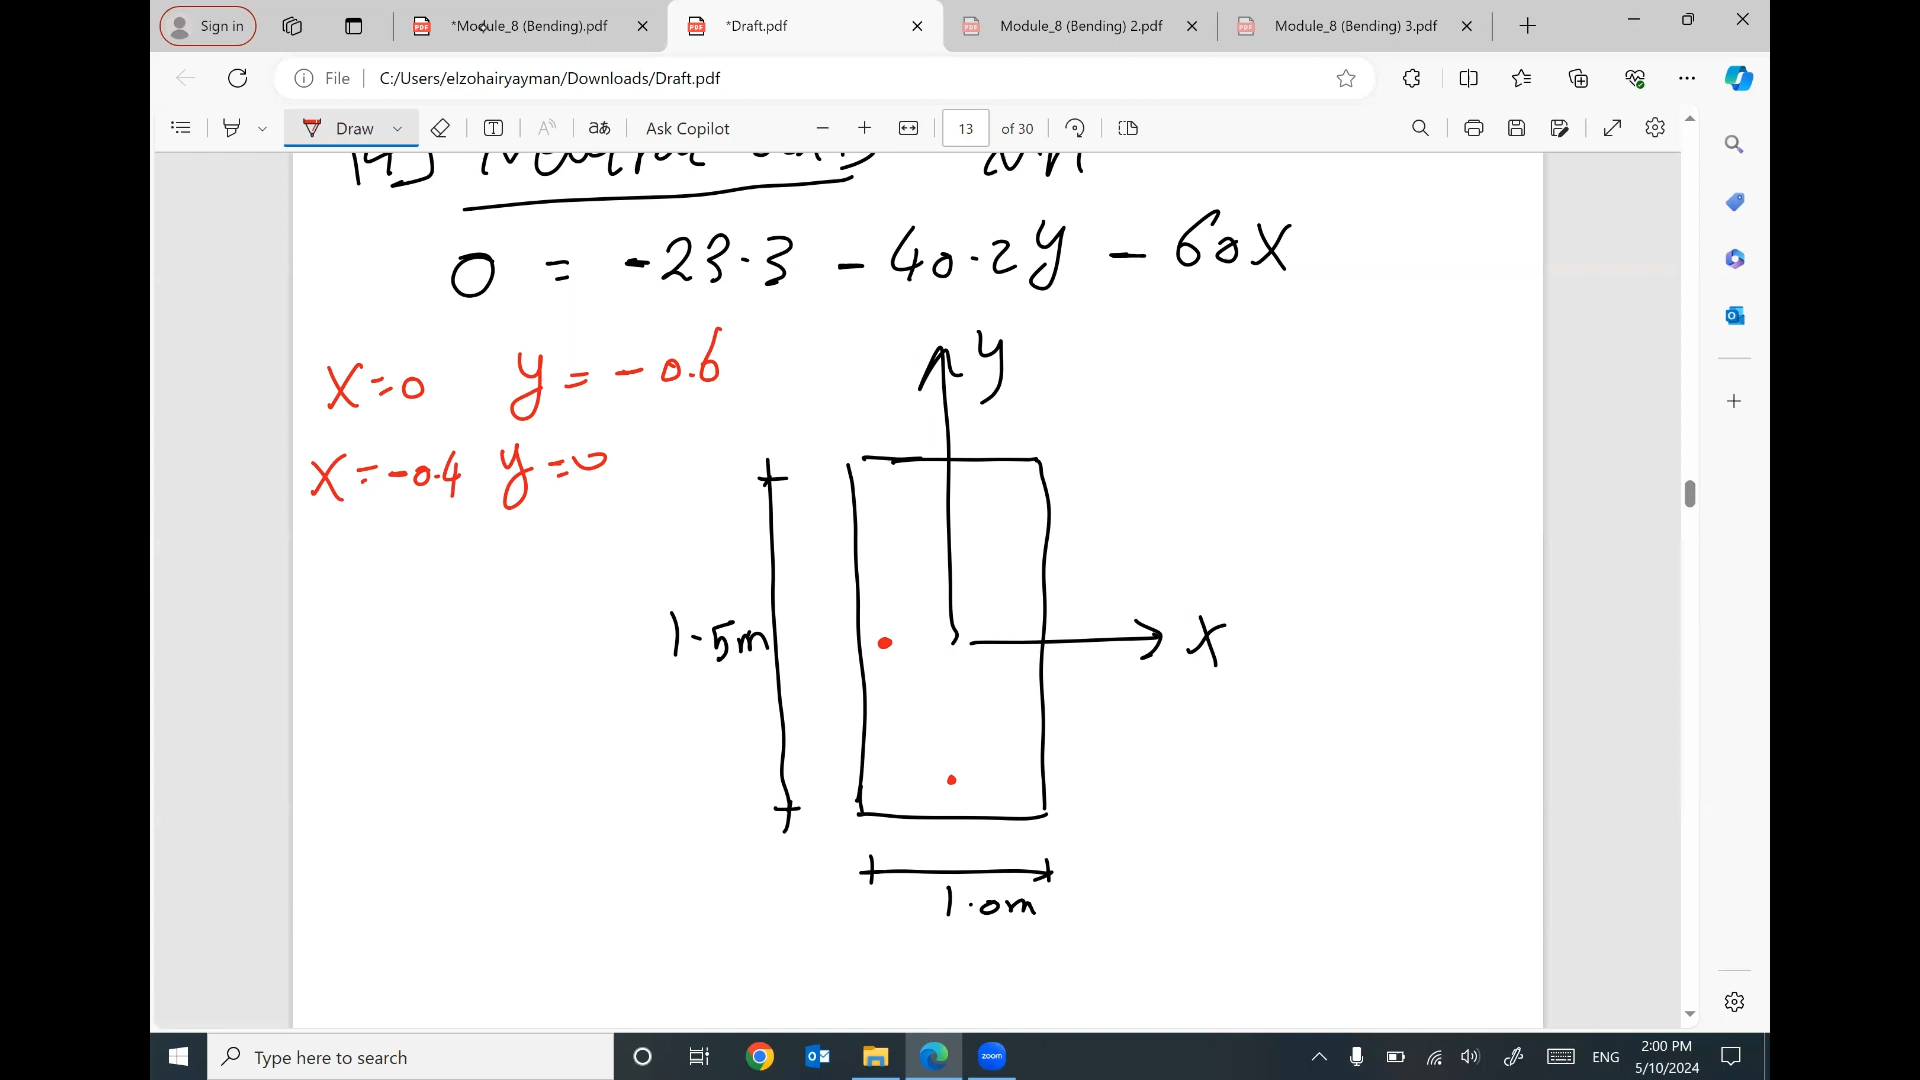 Sign in
*Module_8 (Bending).pdf
*Draft.pdf
Module_8 (Bending) 2.pdf
Module_8 (Bending) 3.pdf
File
C:/Users/elzohairyayman/Downloads/Draft.pdf
Draw
Ask Copilot
13 of 30
0 = -23.3 - 40.2y - 60x
x=0 y = -0.6
x=-0.4 y=0
y
1.5m
x
1.0m
Type here to search
zoom
ENG
2:00 PM
5/10/2024